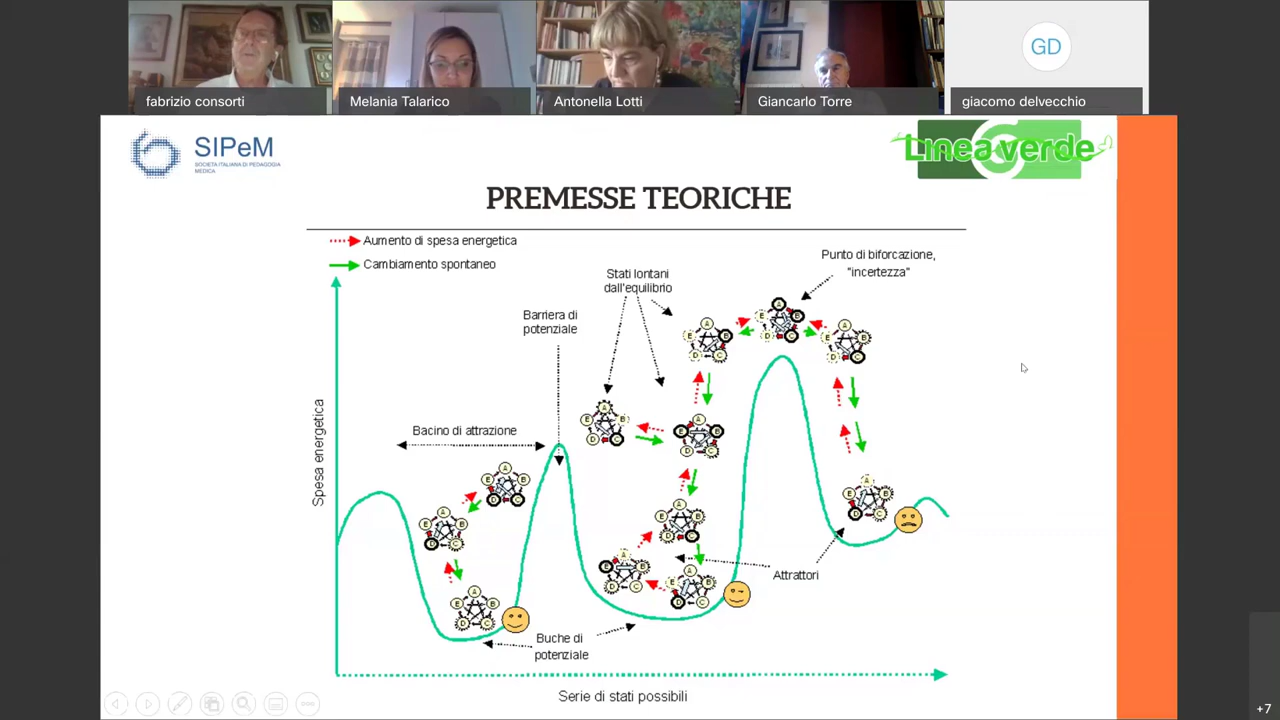 fabrizio consorti
Melania Talarico
Antonella Lotti
Giancarlo Torre
GD
giacomo delvecchio
SIPeM
SOCIETÀ ITALIANA DI PEDAGOGIA
MEDICA
Linea verde
PREMESSE TEORICHE
Aumento di spesa energetica
Cambiamento spontaneo
Stati lontani
dall'equilibrio
Punto di biforcazione,
"incertezza"
Barriera di
potenziale
Bacino di attrazione
Spesa energetica
Attrattori
Buche di
potenziale
Serie di stati possibili
+7